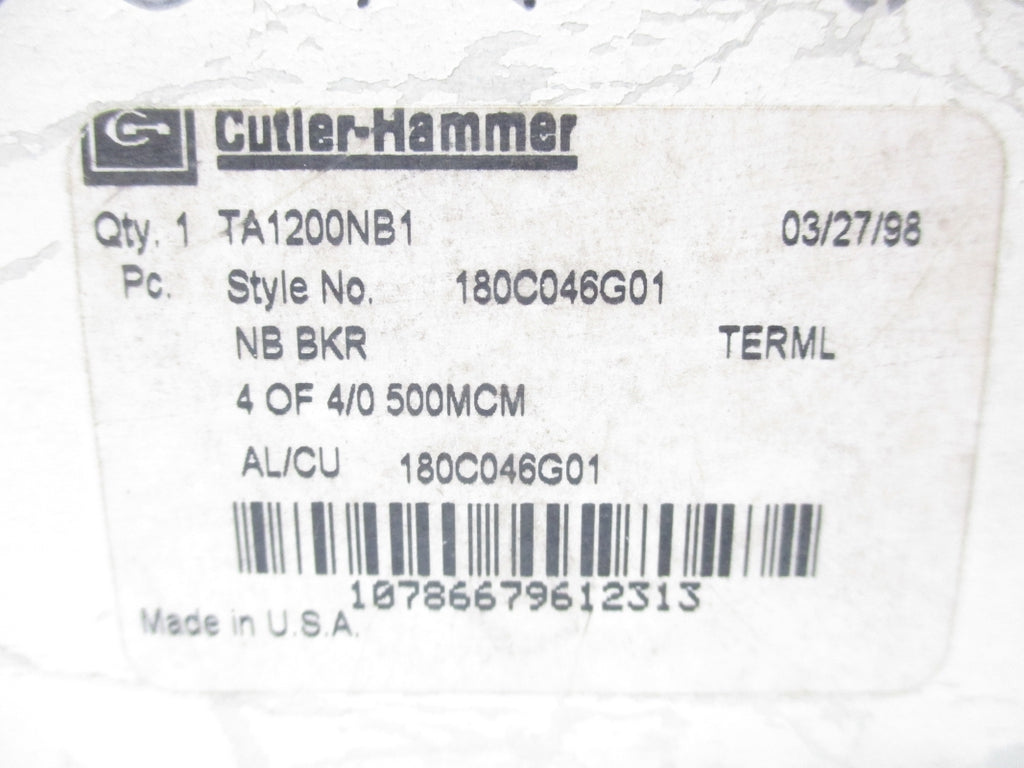 Cutler-Hammer
Qty. 1 TA1200NB1 03/27/98
Pc. Style No. 180C046G01
NB BKR TERML
4 OF 4/0 500MCM
AL/CU 180C046G01
10786679612313
Made in U.S.A.